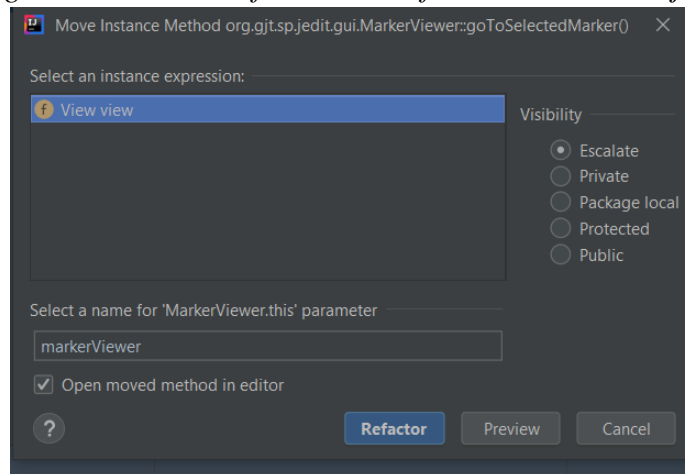 Move Instance Method org.gjt.sp.jedit.gui.MarkerViewer::goToSelectedMarker()
Select an instance expression:
f View view
Visibility
Escalate
Private
Package local
Protected
Public
Select a name for 'MarkerViewer.this' parameter
markerViewer
Open moved method in editor
? Refactor Preview Cancel